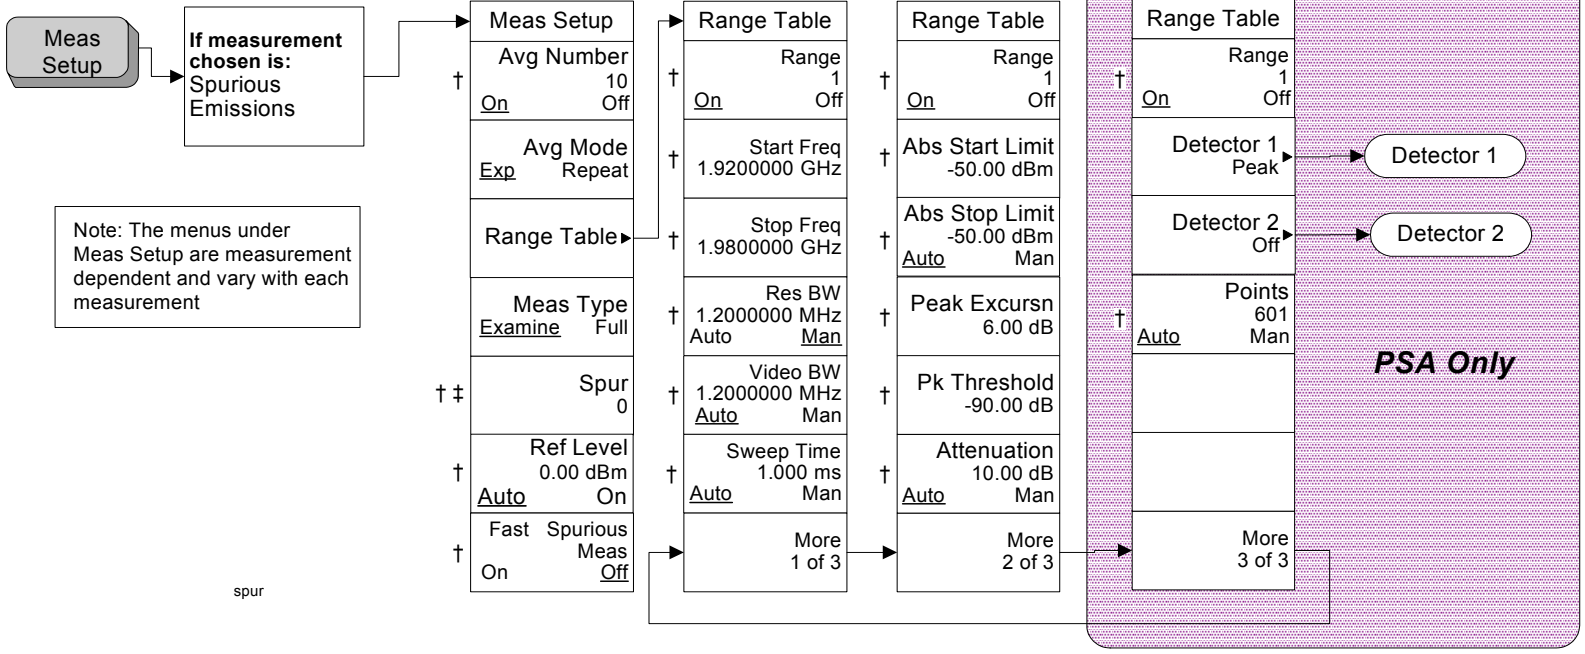 Meas
Setup
If measurement
chosen is:
Spurious
Emissions
Note: The menus under
Meas Setup are measurement
dependent and vary with each
measurement
spur
Meas Setup
Avg Number
10
† On Off
Avg Mode
Exp Repeat
Range Table
Meas Type
Examine Full
† ‡ Spur
0
Ref Level
† 0.00 dBm
Auto On
Fast Spurious
† Meas
On Off
Range Table
Range
† 1
On Off
Start Freq
† 1.9200000 GHz
Stop Freq
† 1.9800000 GHz
Res BW
† 1.2000000 MHz
Auto Man
Video BW
† 1.2000000 MHz
Auto Man
Sweep Time
† 1.000 ms
Auto Man
More
1 of 3
Range Table
Range
† 1
On Off
† Abs Start Limit
-50.00 dBm
Abs Stop Limit
† -50.00 dBm
Auto Man
Peak Excursn
† 6.00 dB
Pk Threshold
† -90.00 dB
Attenuation
† 10.00 dB
Auto Man
More
2 of 3
Range Table
Range
† 1
On Off
Detector 1
Peak
Detector 2
Off
Points
† 601
Auto Man
More
3 of 3
Detector 1
Detector 2
PSA Only